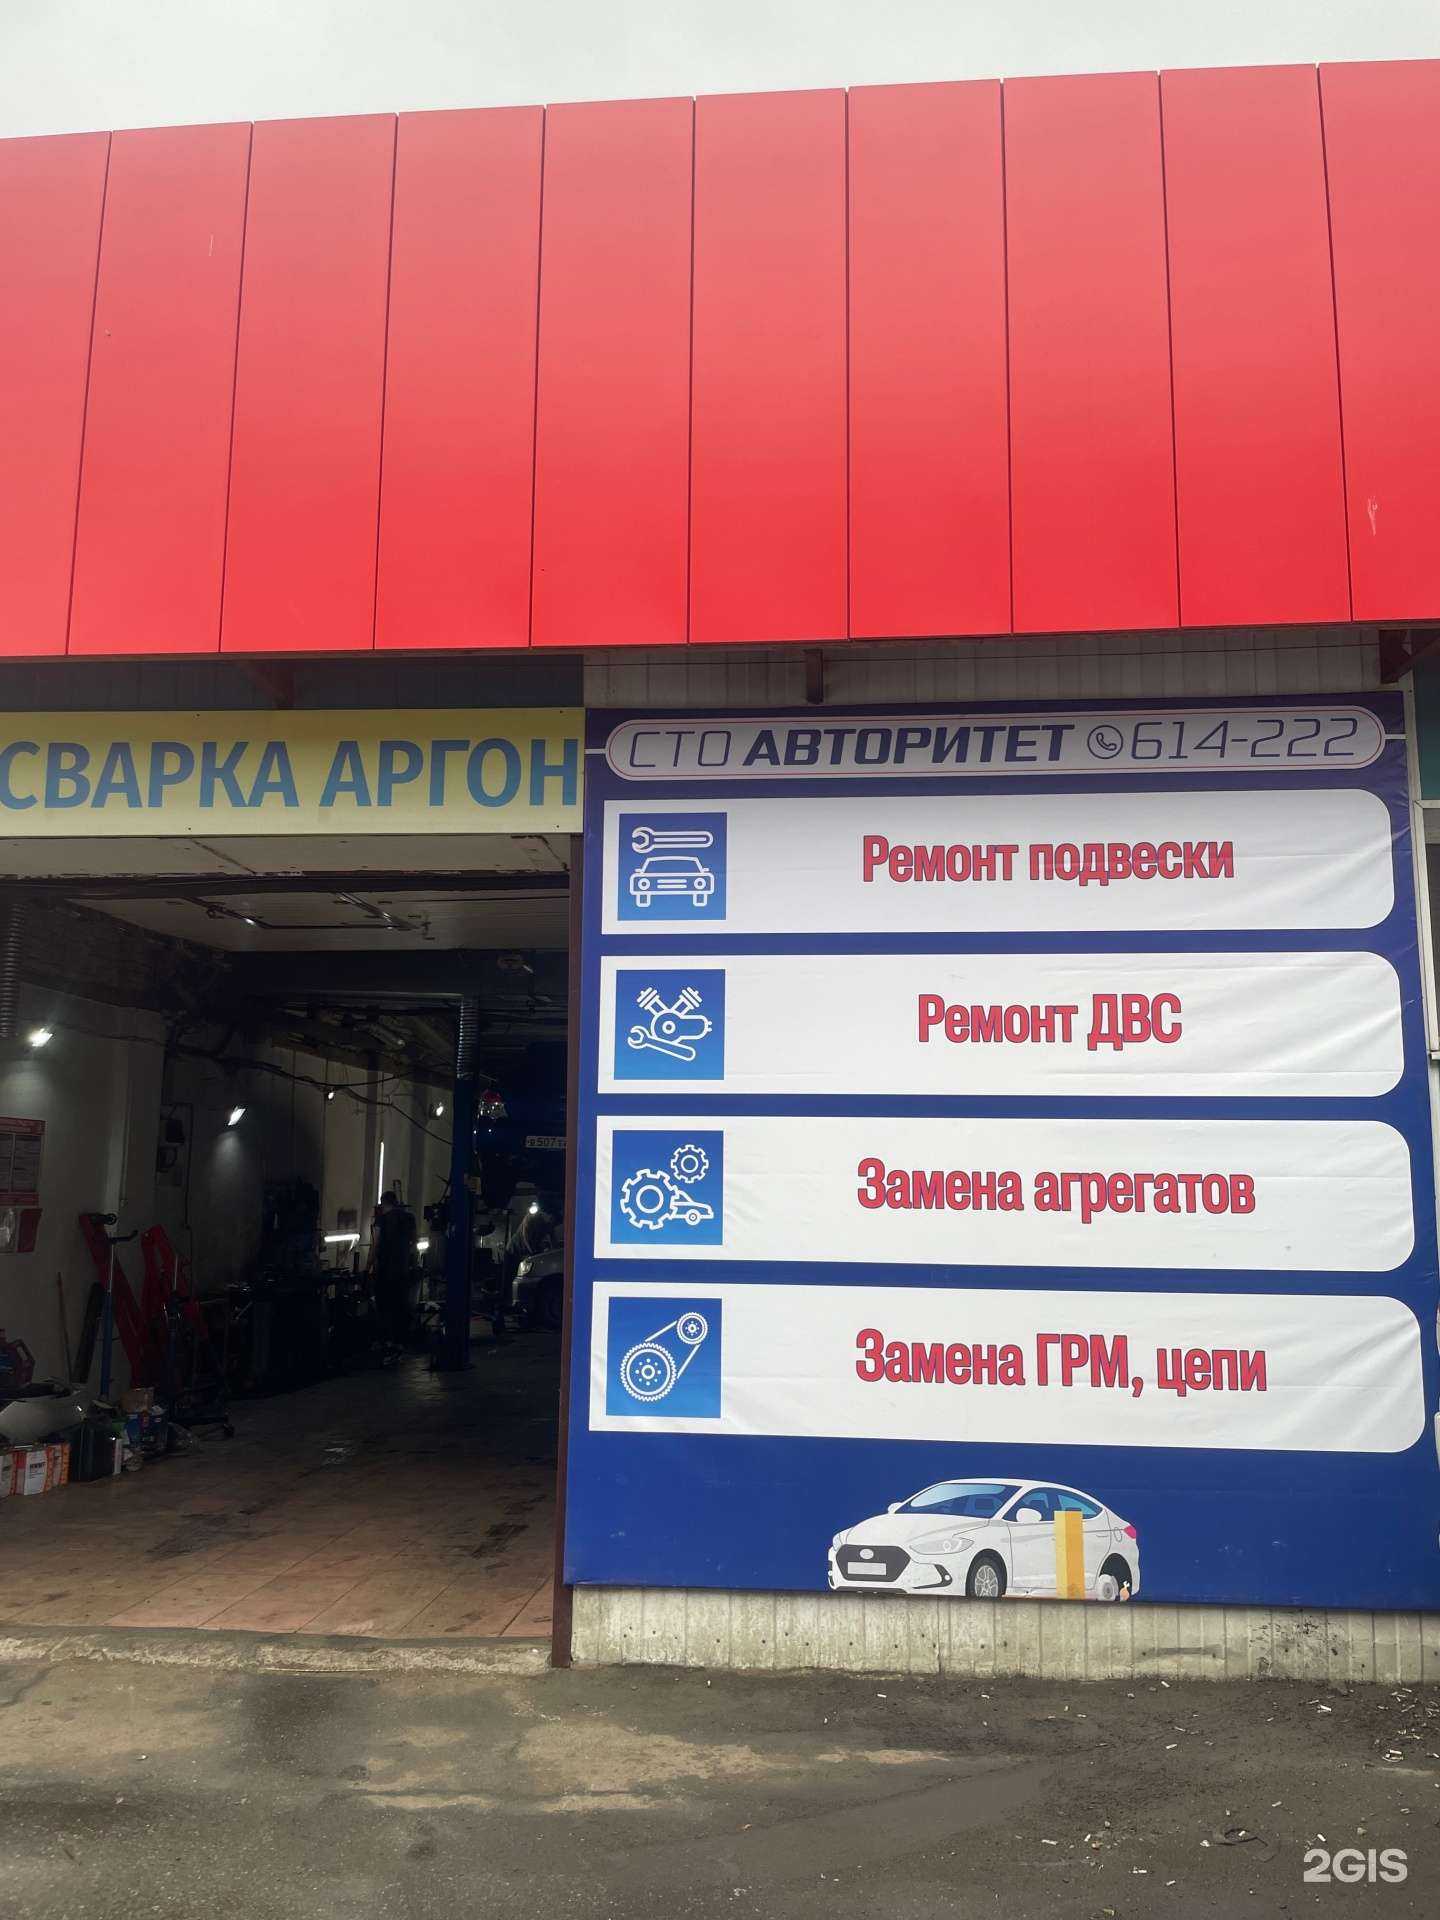 СВАРКА АРГОН
СТО АВТОРИТЕТ 614-222
Ремонт подвески
Ремонт ДВС
Замена агрегатов
Замена ГРМ, цепи
2GIS